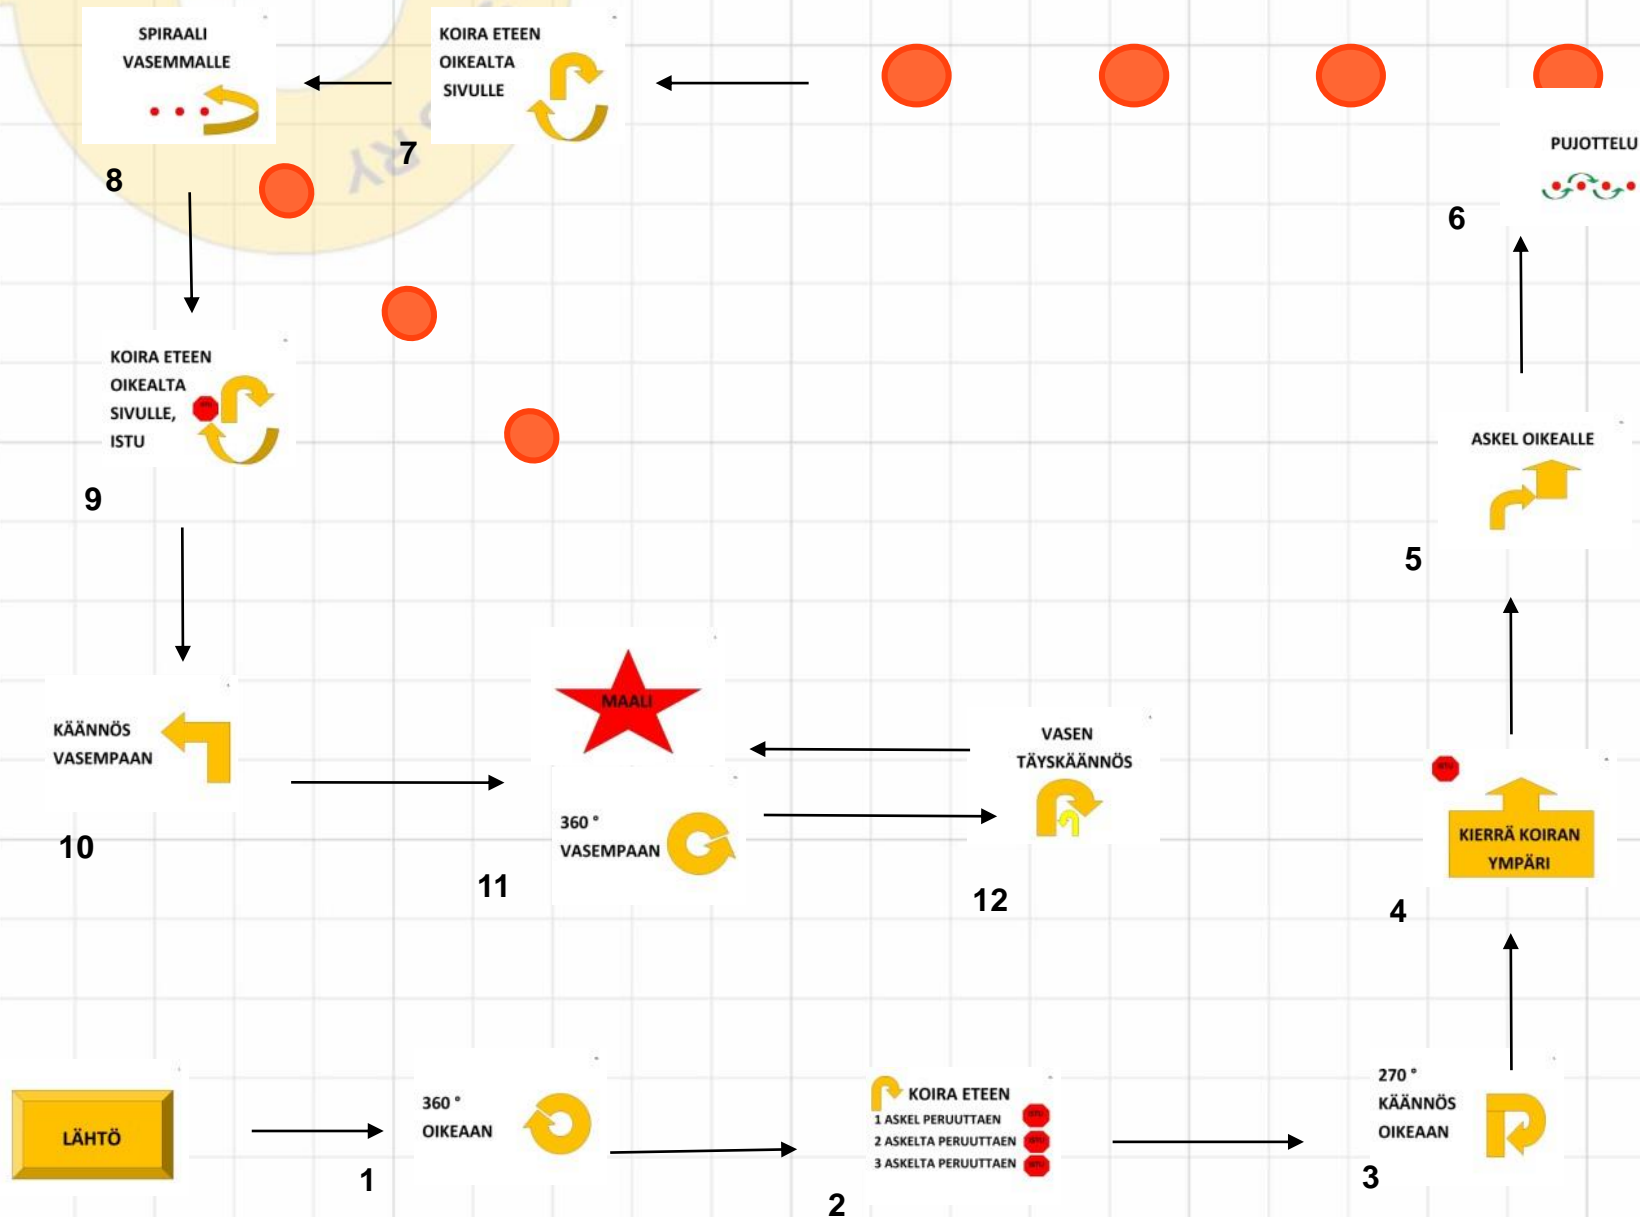 SPIRAALI
VASEMMALLE
8
KOIRA ETEEN
OIKEALTA
SIVULLE
7
RY
PUJOTTELU
6
KOIRA ETEEN
OIKEALTA
SIVULLE,
ISTU
9
ASKEL OIKEALLE
5
KÄÄNNÖS
VASEMPAAN
10
MAALI
360 °
VASEMPAAN
11
VASEN
TÄYSKÄÄNNÖS
12
KIERRÄ KOIRAN
YMPÄRI
4
LÄHTÖ
360 °
OIKEAAN
1
KOIRA ETEEN
1 ASKEL PERUUTTAEN
2 ASKELTA PERUUTTAEN
3 ASKELTA PERUUTTAEN
2
270 °
KÄÄNNÖS
OIKEAAN
3